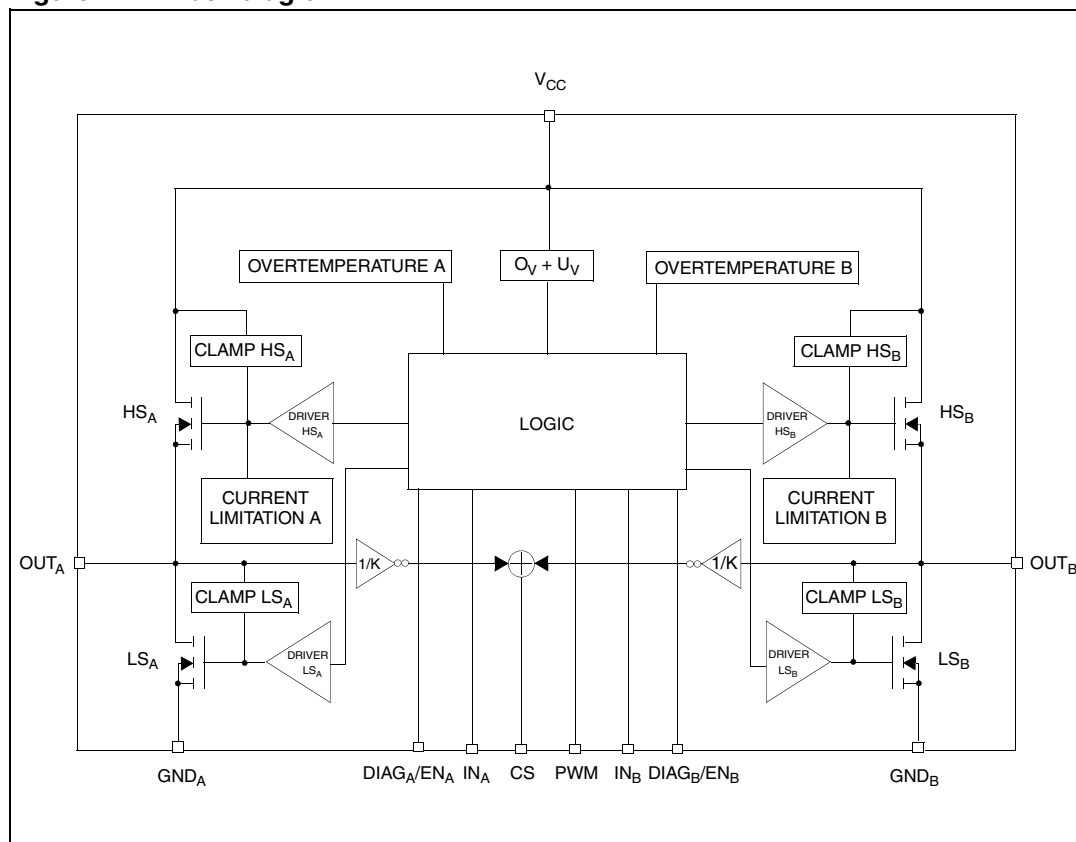 V_CC
OVERTEMPERATURE A
O_V + U_V
OVERTEMPERATURE B
CLAMP HS_A
CLAMP HS_B
HS_A
DRIVER
HS_A
LOGIC
DRIVER
HS_B
HS_B
CURRENT
LIMITATION A
CURRENT
LIMITATION B
OUT_A
1/K
1/K
OUT_B
CLAMP LS_A
CLAMP LS_B
LS_A
DRIVER
LS_A
DRIVER
LS_B
LS_B
GND_A
DIAG_A/EN_A
IN_A
CS
PWM
IN_B
DIAG_B/EN_B
GND_B